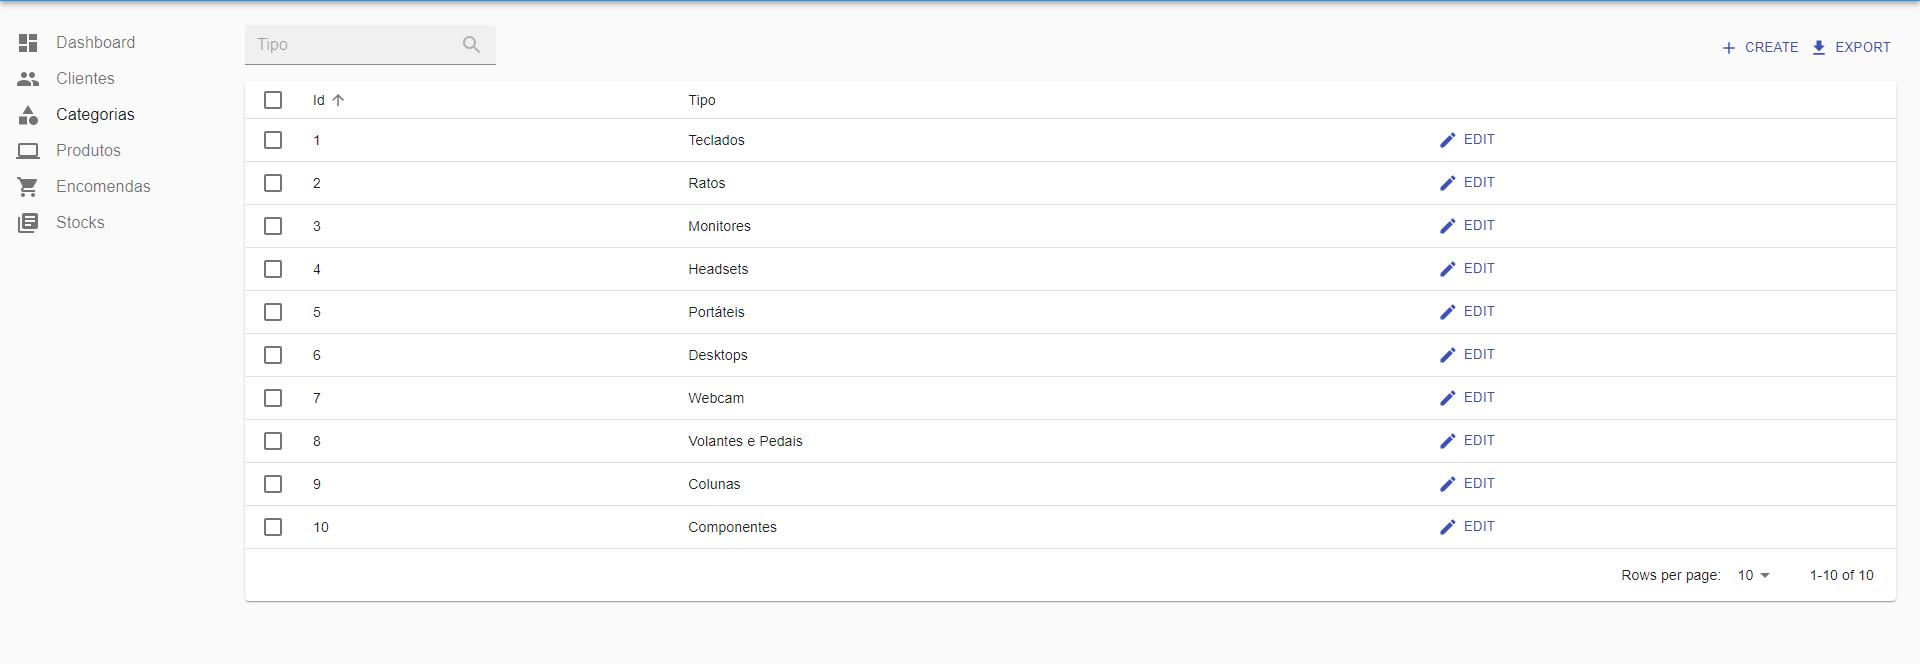 Dashboard
Clientes
Categorias
Produtos
Encomendas
Stocks
Tipo
CREATE EXPORT
Id Tipo
1 Teclados EDIT
2 Ratos EDIT
3 Monitores EDIT
4 Headsets EDIT
5 Portáteis EDIT
6 Desktops EDIT
7 Webcam EDIT
8 Volantes e Pedais EDIT
9 Colunas EDIT
10 Componentes EDIT
Rows per page: 10 1-10 of 10